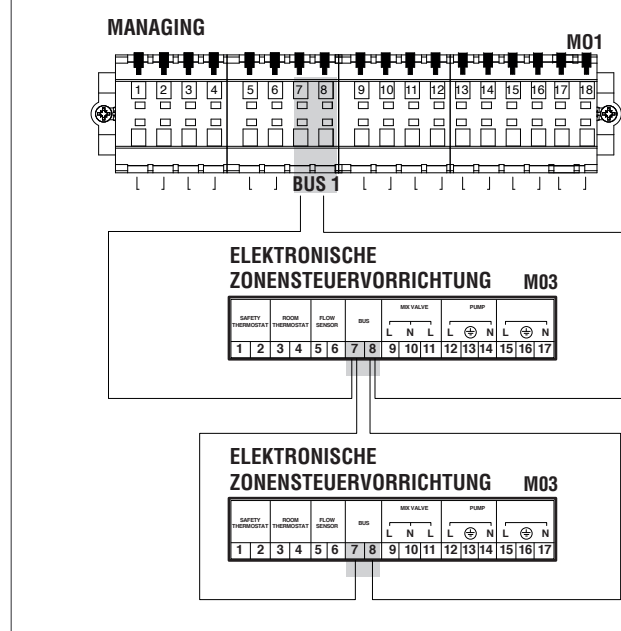 MANAGING
M01
1 2 3 4 5 6 7 8 9 10 11 12 13 14 15 16 17 18
BUS 1
ELEKTRONISCHE
ZONENSTEUERVORRICHTUNG M03
SAFETY THERMOSTAT ROOM THERMOSTAT FLOW SENSOR BUS MIX VALVE PUMP
L N L L N L N
1 2 3 4 5 6 7 8 9 10 11 12 13 14 15 16 17
ELEKTRONISCHE
ZONENSTEUERVORRICHTUNG M03
SAFETY THERMOSTAT ROOM THERMOSTAT FLOW SENSOR BUS MIX VALVE PUMP
L N L L N L N
1 2 3 4 5 6 7 8 9 10 11 12 13 14 15 16 17